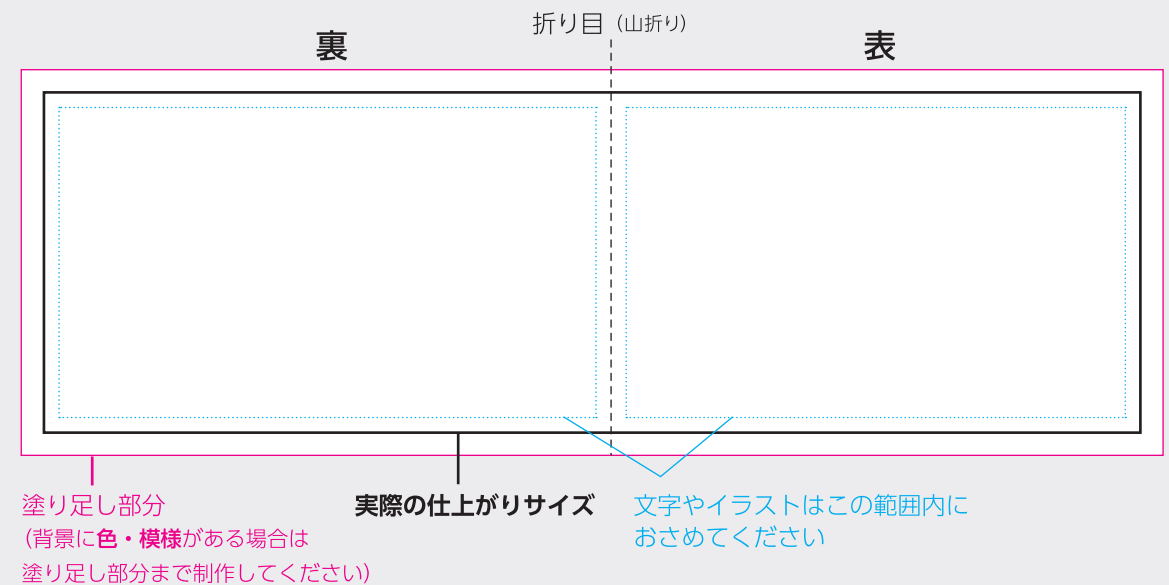 折り目（山折り）
裏
表
塗り足し部分
（背景に色・模様がある場合は
塗り足し部分まで制作してください）
実際の仕上がりサイズ
文字やイラストはこの範囲内に
おさめてください